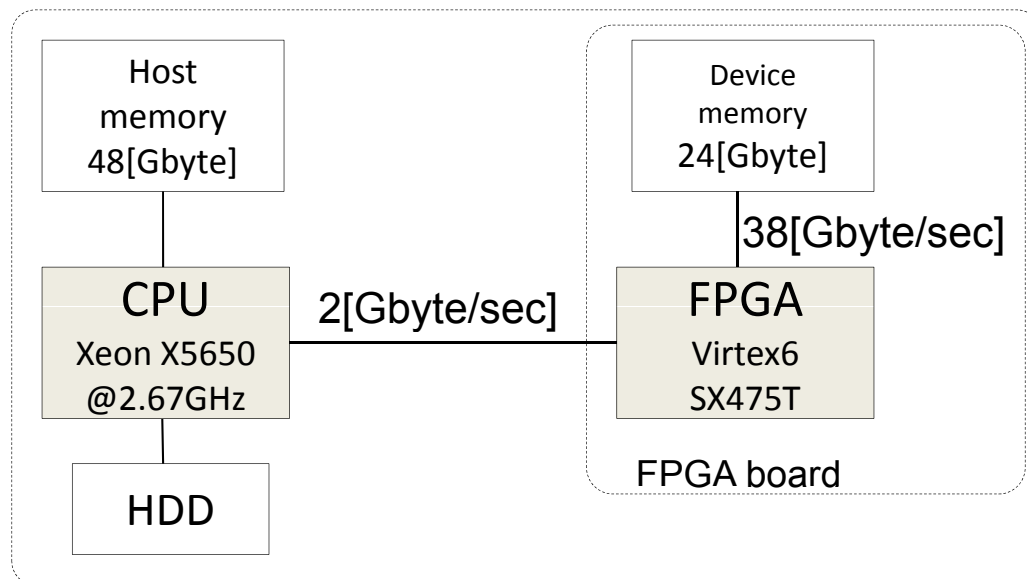 Host
memory
48[Gbyte]
Device
memory
24[Gbyte]
38[Gbyte/sec]
CPU
Xeon X5650
@2.67GHz
2[Gbyte/sec]
FPGA
Virtex6
SX475T
FPGA board
HDD